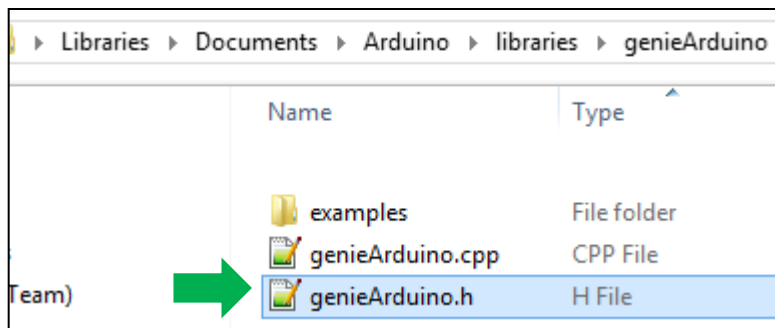 Libraries Documents Arduino libraries genieArduino
Name Type
examples File folder
genieArduino.cpp CPP File
Team) genieArduino.h H File